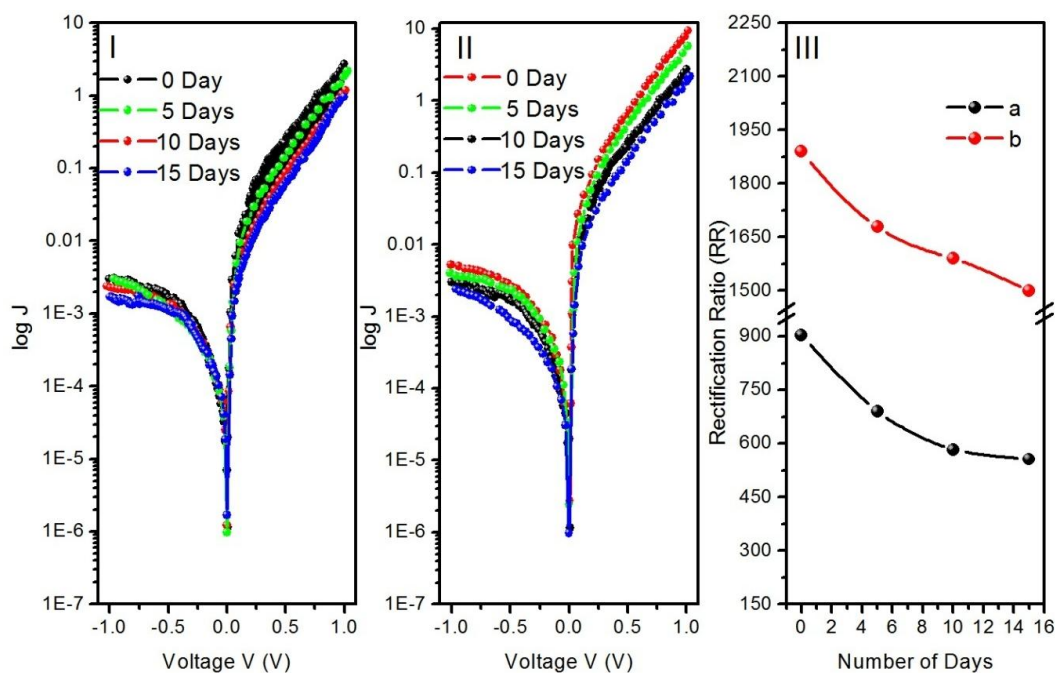 I
0 Day
5 Days
10 Days
15 Days
10
1
0.1
0.01
1E-3
1E-4
1E-5
1E-6
1E-7
log J
-1.0
-0.5
0.0
0.5
1.0
Voltage V (V)
II
0 Day
5 Days
10 Days
15 Days
10
1
0.1
0.01
1E-3
1E-4
1E-5
1E-6
1E-7
log J
-1.0
-0.5
0.0
0.5
1.0
Voltage V (V)
III
a
b
2250
2100
1950
1800
1650
1500
900
750
600
450
300
150
Rectification Ratio (RR)
0
2
4
6
8
10
12
14
16
Number of Days